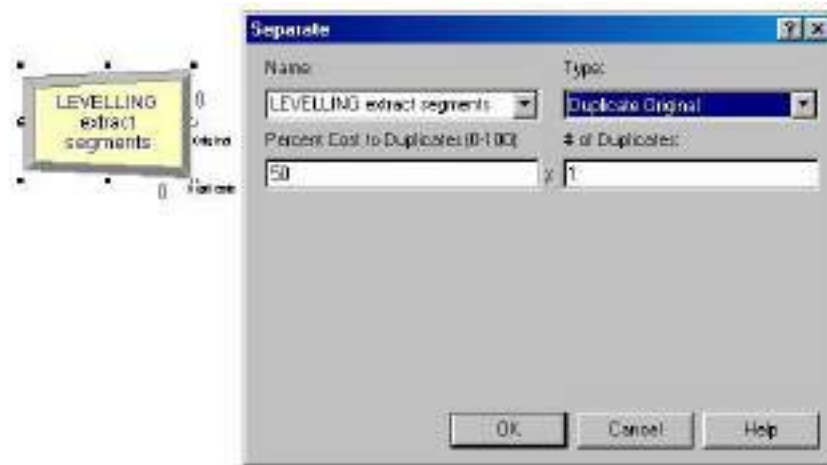 LEVELLING
extract
segments
0
Original
0
Separate
Name:
Type:
LEVELLING extract segments
Duplicate Original
Percent Cost to Duplicates (0-100):
# of Duplicates:
50
%
1
OK
Cancel
Help